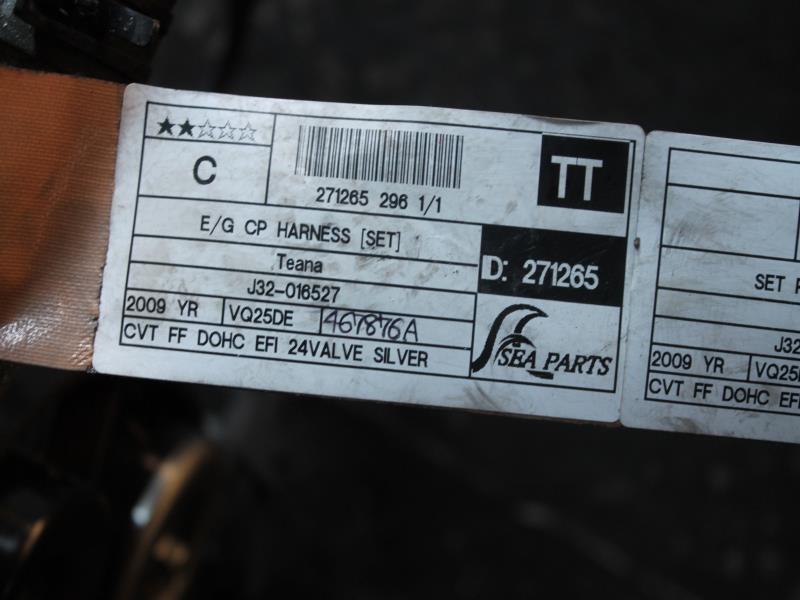 ★★☆☆☆
C
271265 296 1/1
TT
E/G CP HARNESS [SET]
Teana
J32-016527
D: 271265
2009 YR VQ25DE 467876A
CVT FF DOHC EFI 24VALVE SILVER
SEA PARTS
SET
J32
2009 YR VQ25D
CVT FF DOHC EFI